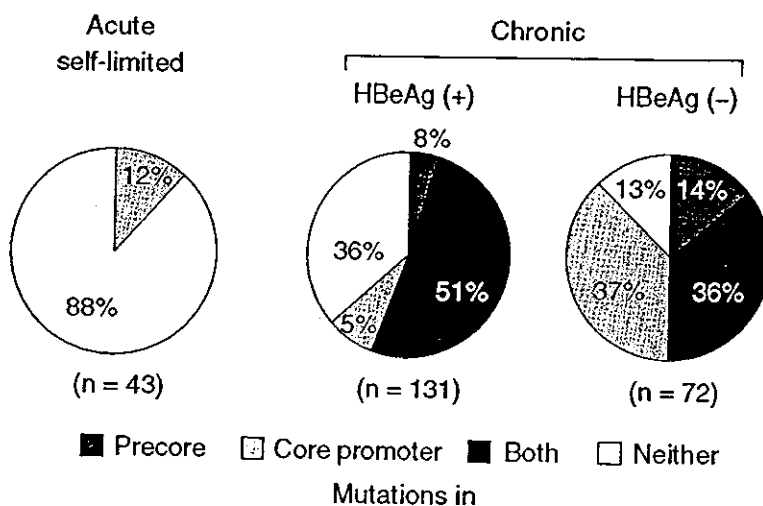 Acute
self-limited
Chronic
HBeAg (+)
HBeAg (−)
12%
88%
8%
36%
51%
5%
13%
14%
37%
36%
(n = 43)
(n = 131)
(n = 72)
Precore
Core promoter
Both
Neither
Mutations in